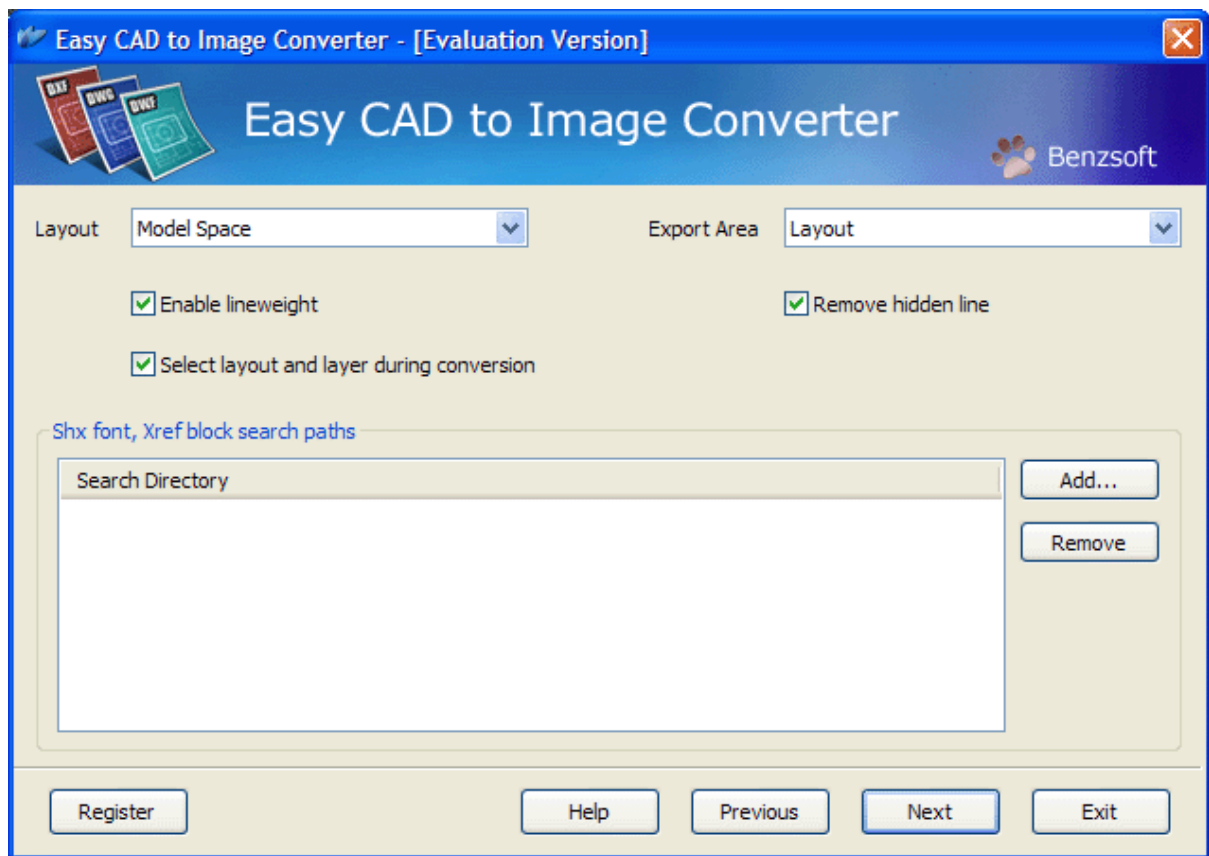 Easy CAD to Image Converter - [Evaluation Version]
DXF
DWG
DWF
Easy CAD to Image Converter
Benzsoft
Layout Model Space Export Area Layout
Enable lineweight Remove hidden line
Select layout and layer during conversion
Shx font, Xref block search paths
Search Directory
Add...
Remove
Register Help Previous Next Exit